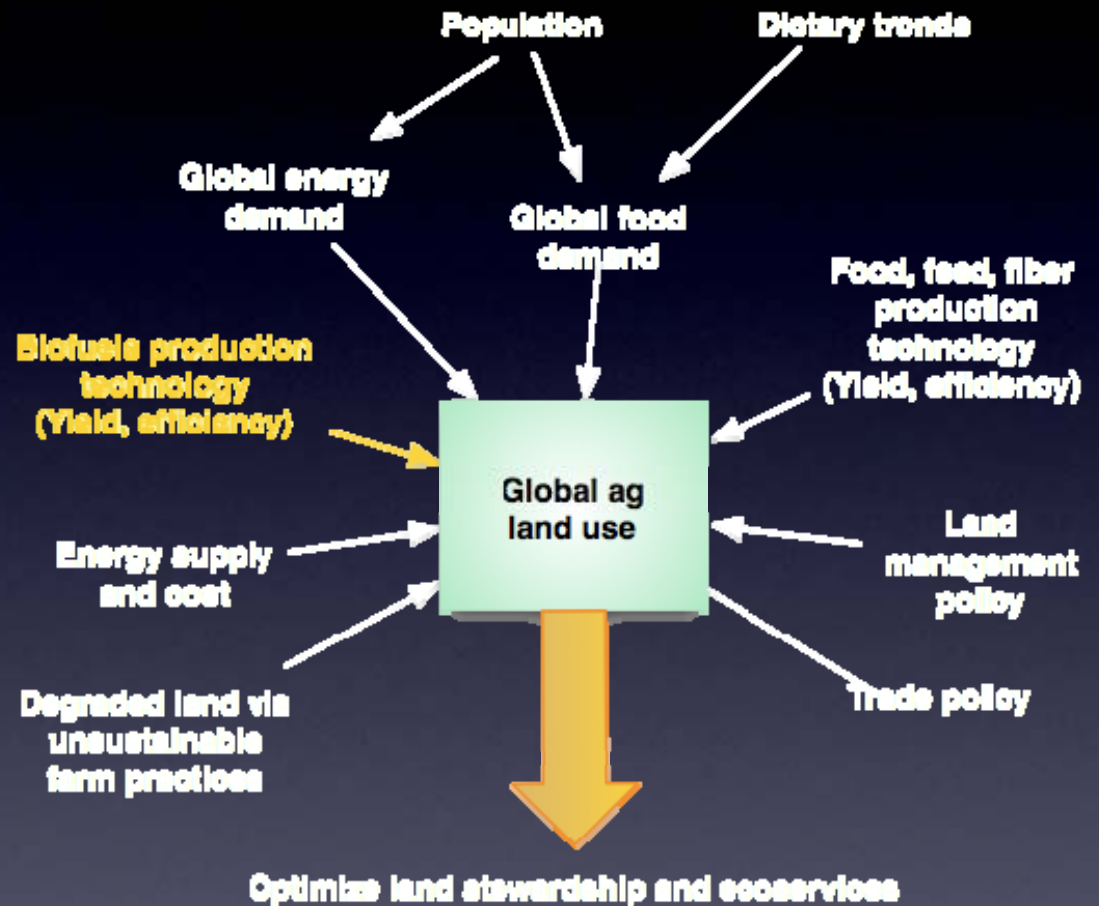 Population
Dietary trends
Global energy
demand
Global food
demand
Food, feed, fiber
production
technology
(Yield, efficiency)
Biofuels production
technology
(Yield, efficiency)
Global ag
land use
Energy supply
and cost
Land
management
policy
Degraded land via
unsustainable
farm practices
Trade policy
Optimize land stewardship and ecoservices